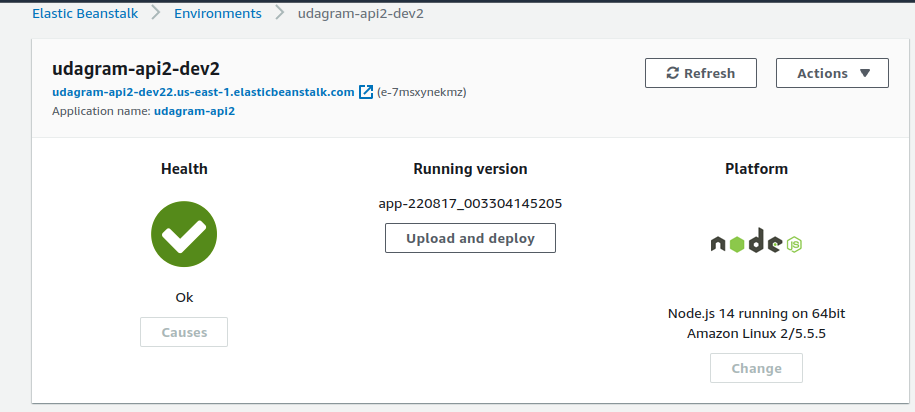 Elastic Beanstalk > Environments > udagram-api2-dev2
udagram-api2-dev2
Refresh
Actions
udagram-api2-dev22.us-east-1.elasticbeanstalk.com (e-7msxynekmz)
Application name: udagram-api2
Health
Running version
Platform
app-220817_003304145205
Upload and deploy
node JS
Ok
Causes
Node.js 14 running on 64bit
Amazon Linux 2/5.5.5
Change